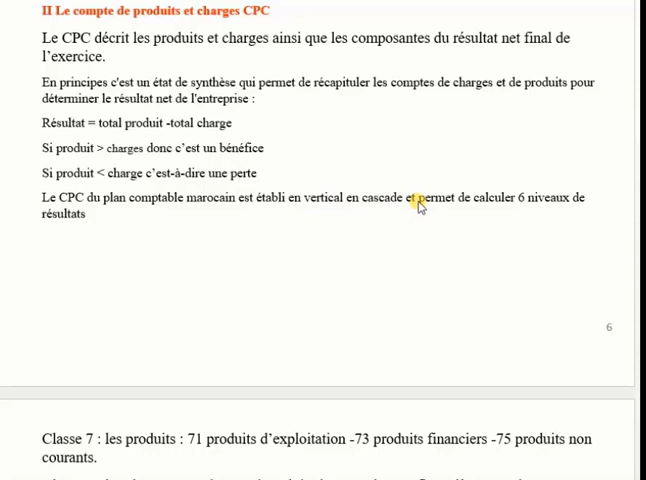 II Le compte de produits et charges CPC
Le CPC décrit les produits et charges ainsi que les composantes du résultat net final de
l'exercice.
En principes c'est un état de synthèse qui permet de récapituler les comptes de charges et de produits pour
déterminer le résultat net de l'entreprise :
Résultat = total produit -total charge
Si produit > charges donc c'est un bénéfice
Si produit < charge c'est-à-dire une perte
Le CPC du plan comptable marocain est établi en vertical en cascade et permet de calculer 6 niveaux de
résultats
6
Classe 7 : les produits : 71 produits d'exploitation -73 produits financiers -75 produits non
courants.